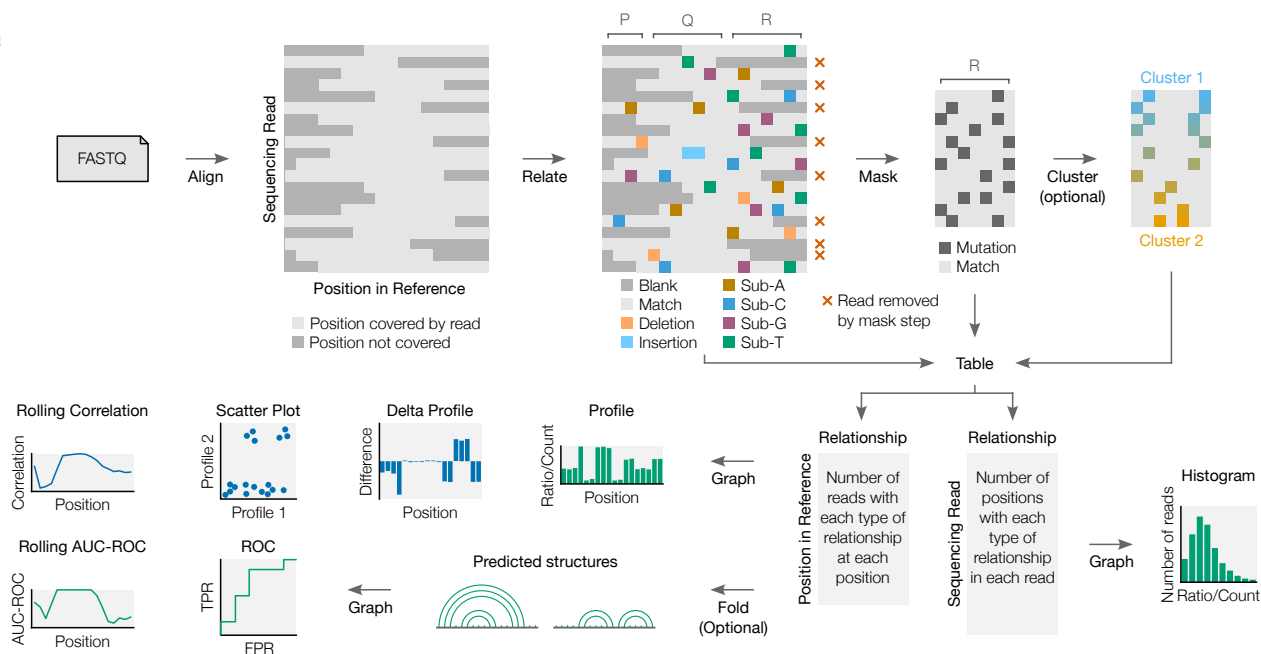 P
Q
R
FASTQ
Align
Sequencing Read
Position in Reference
Position covered by read
Position not covered
Relate
Blank
Match
Deletion
Insertion
Sub-A
Sub-C
Sub-G
Sub-T
Read removed
by mask step
Mask
R
Mutation
Match
Cluster
(optional)
Cluster 1
Cluster 2
Table
Relationship
Position in Reference
Number of
reads with
each type of
relationship
at each
position
Relationship
Sequencing Read
Number of
positions
with each
type of
relationship
in each read
Graph
Histogram
Number of reads
Ratio/Count
Graph
Profile
Ratio/Count
Position
Delta Profile
Difference
Position
Scatter Plot
Profile 2
Profile 1
Rolling Correlation
Correlation
Position
Fold
(Optional)
Predicted structures
Graph
ROC
TPR
FPR
Rolling AUC-ROC
AUC-ROC
Position